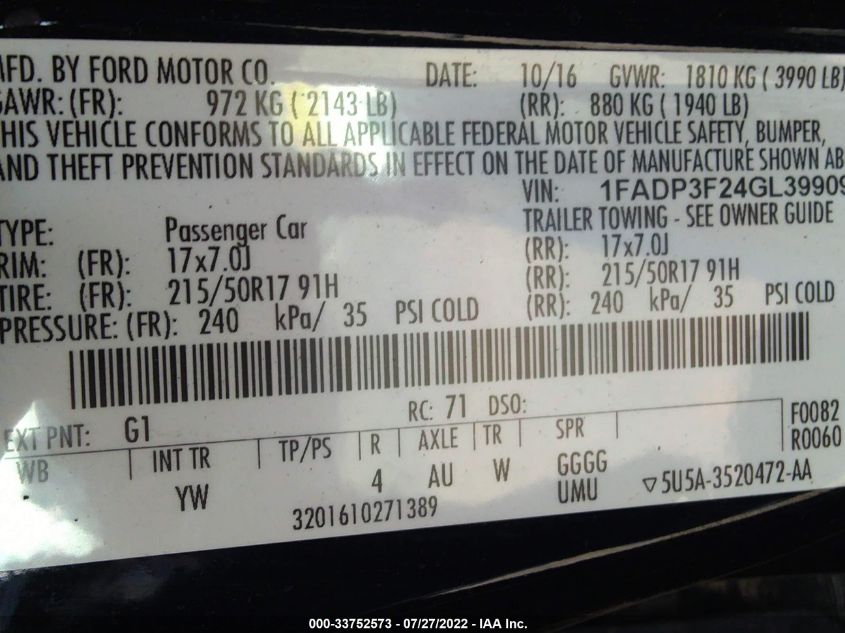 MFD. BY FORD MOTOR CO. DATE: 10/16 GVWR: 1810 KG ( 3990 LB)
GAWR: (FR): 972 KG ( 2143 LB) (RR): 880 KG ( 1940 LB)
THIS VEHICLE CONFORMS TO ALL APPLICABLE FEDERAL MOTOR VEHICLE SAFETY, BUMPER,
AND THEFT PREVENTION STANDARDS IN EFFECT ON THE DATE OF MANUFACTURE SHOWN AB
VIN: 1FADP3F24GL39909
TYPE: Passenger Car TRAILER TOWING - SEE OWNER GUIDE
RIM: (FR): 17x7.0J (RR): 17x7.0J
TIRE: (FR): 215/50R17 91H (RR): 215/50R17 91H
PRESSURE: (FR): 240 kPa/ 35 PSI COLD (RR): 240 kPa/ 35 PSI COLD
EXT PNT: G1 RC: 71 DSO: F0082
R0060
WB INT TR TP/PS R AXLE TR SPR
YW 4 AU W GGGG
UMU
▽5U5A-3520472-AA
3201610271389
000-33752573 / 07/27/2022 - IAA Inc.